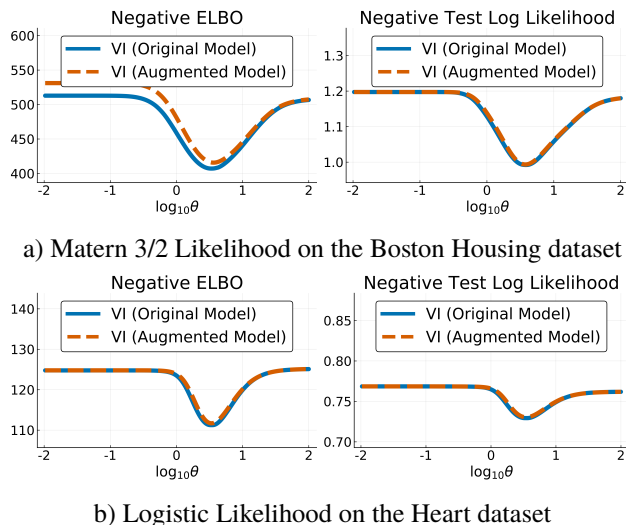 Negative ELBO
Negative Test Log Likelihood
600
550
500
450
400
VI (Original Model)
VI (Augmented Model)
-2 -1 0 1 2
log10θ
1.3
1.2
1.1
1.0
VI (Original Model)
VI (Augmented Model)
-2 -1 0 1 2
log10θ
a) Matern 3/2 Likelihood on the Boston Housing dataset
Negative ELBO
Negative Test Log Likelihood
140
130
120
110
VI (Original Model)
VI (Augmented Model)
-2 -1 0 1 2
log10θ
0.85
0.80
0.75
0.70
VI (Original Model)
VI (Augmented Model)
-2 -1 0 1 2
log10θ
b) Logistic Likelihood on the Heart dataset